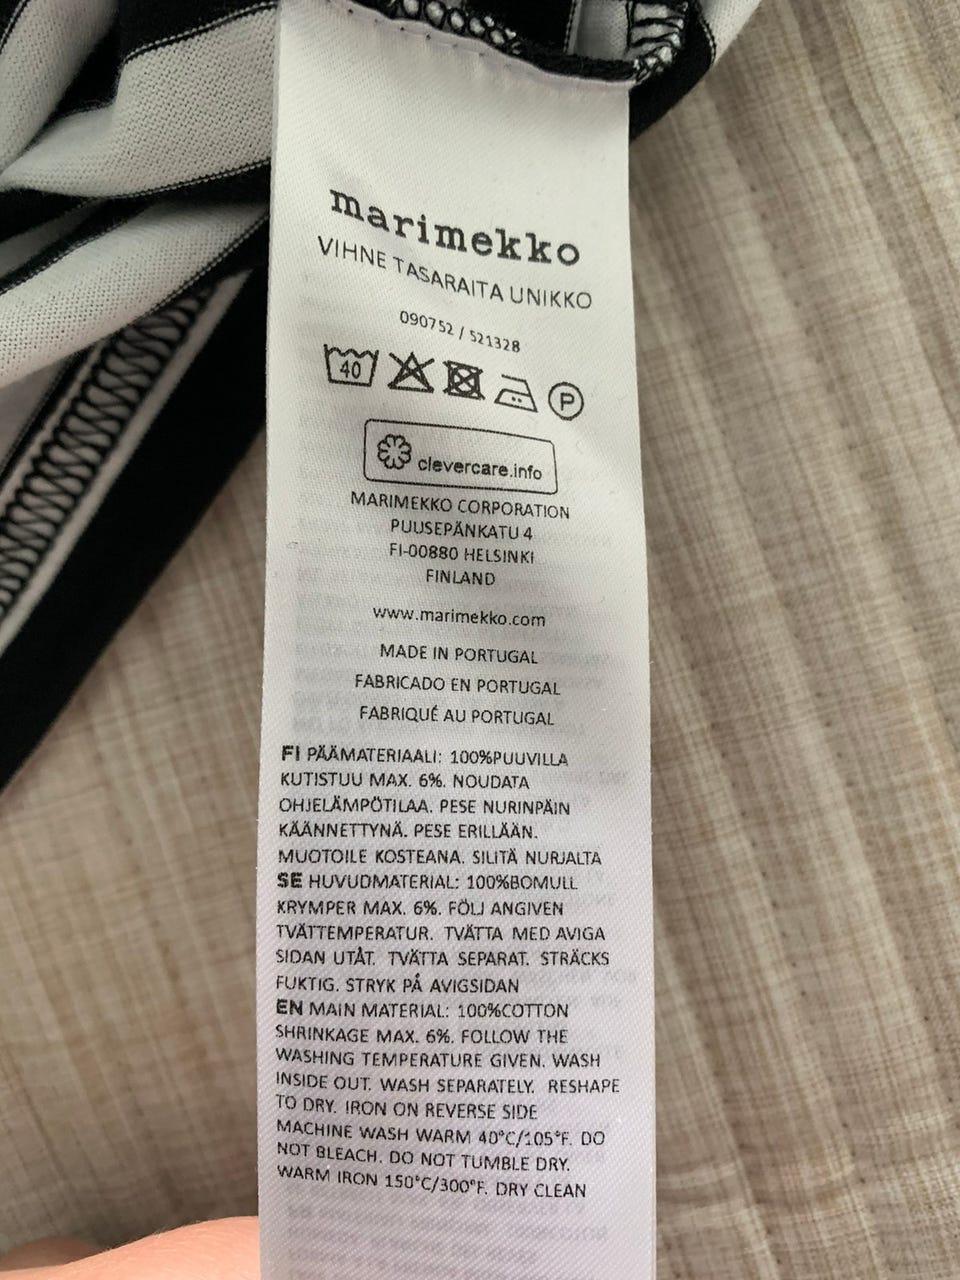 marimekko
VIHNE TASARAITA UNIKKO
090752 / 521328
40
P
clevercare.info
MARIMEKKO CORPORATION
PUUSEPÄNKATU 4
FI-00880 HELSINKI
FINLAND
www.marimekko.com
MADE IN PORTUGAL
FABRICADO EN PORTUGAL
FABRIQUÉ AU PORTUGAL
FI PÄÄMATERIAALI: 100%PUUVILLA
KUTISTUU MAX. 6%. NOUDATA
OHJELÄMPÖTILAA. PESE NURINPÄIN
KÄÄNNETTYNÄ. PESE ERILLÄÄN.
MUOTOILE KOSTEANA. SILITÄ NURJALTA
SE HUVUDMATERIAL: 100%BOMULL
KRYMPER MAX. 6%. FÖLJ ANGIVEN
TVÄTTEMPERATUR. TVÄTTA MED AVIGA
SIDAN UTÅT. TVÄTTA SEPARAT. STRÄCKS
FUKTIG. STRYK PÅ AVIGSIDAN
EN MAIN MATERIAL: 100%COTTON
SHRINKAGE MAX. 6%. FOLLOW THE
WASHING TEMPERATURE GIVEN. WASH
INSIDE OUT. WASH SEPARATELY. RESHAPE
TO DRY. IRON ON REVERSE SIDE
MACHINE WASH WARM 40°C/105°F. DO
NOT BLEACH. DO NOT TUMBLE DRY.
WARM IRON 150°C/300°F. DRY CLEAN